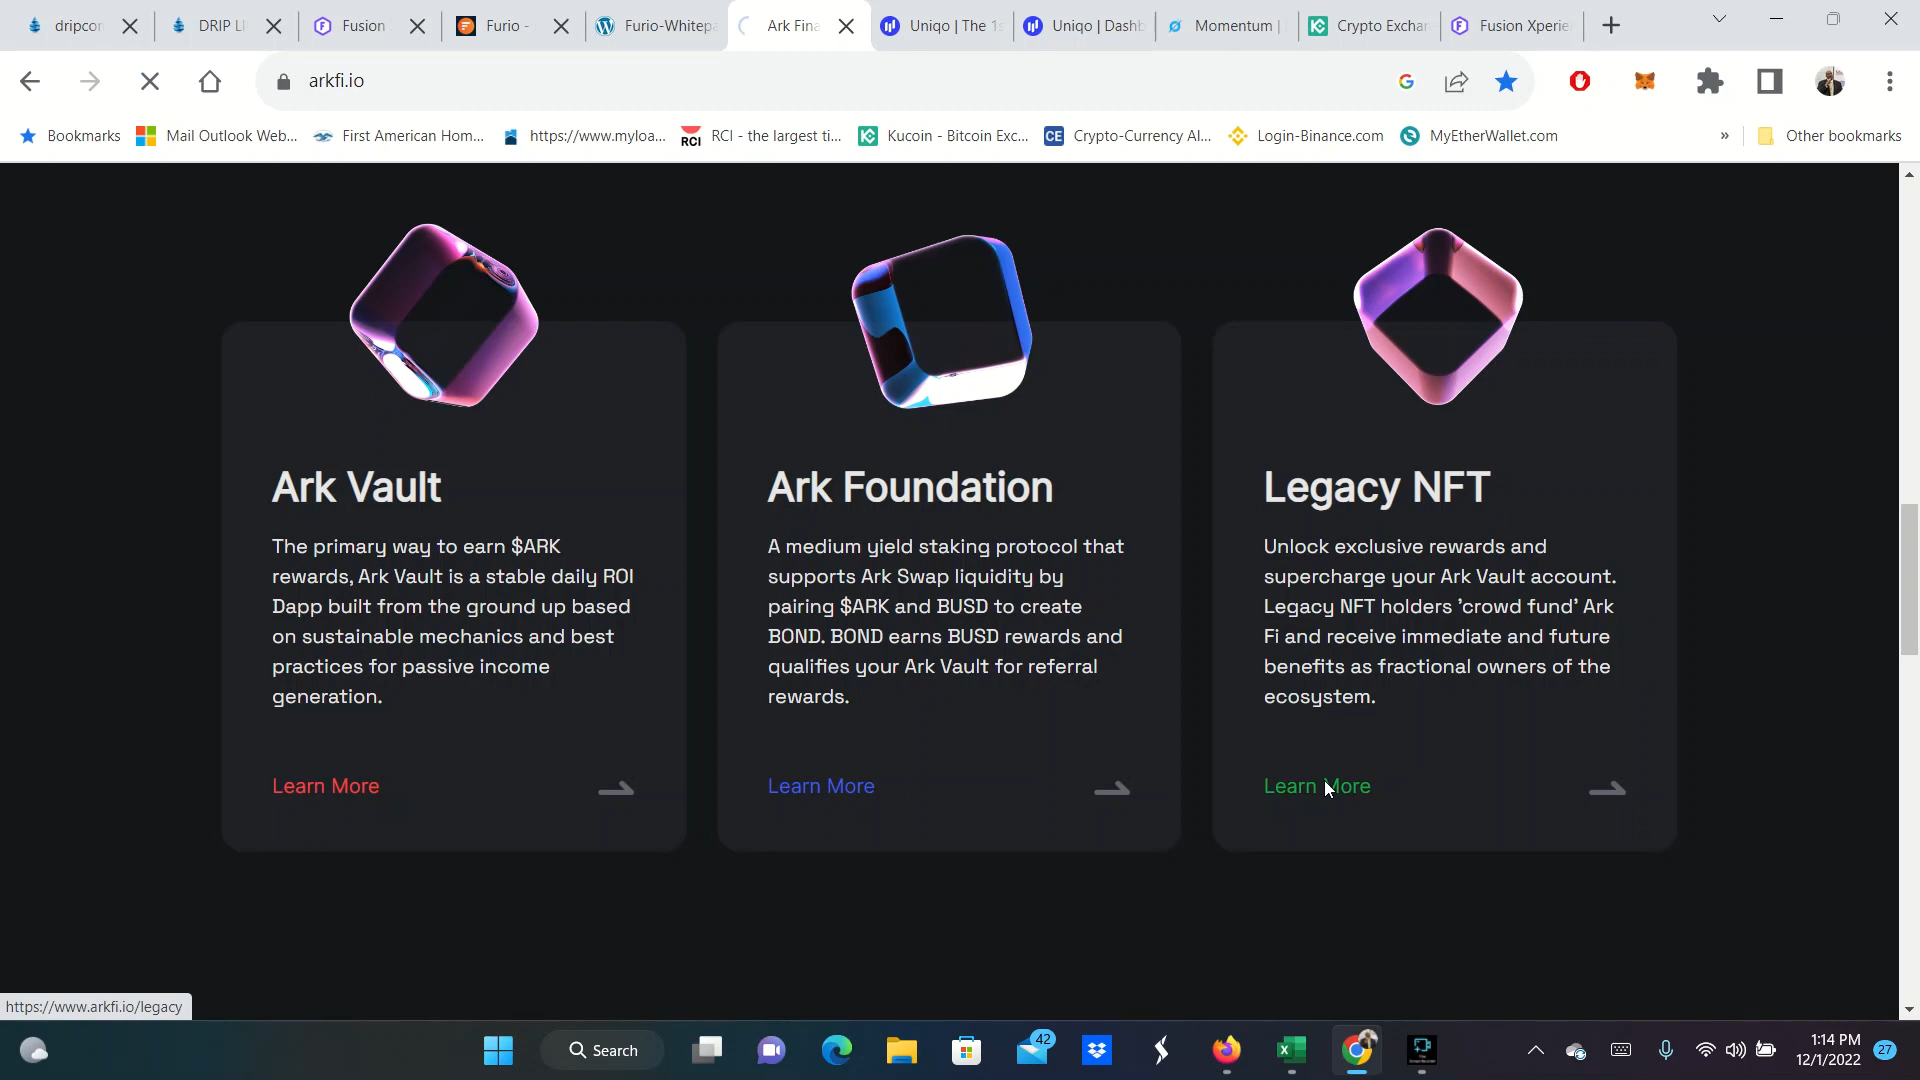 dripcor
DRIP LI
Fusion
Furio -
Furio-Whitepa
Ark Fina
Uniqo | The 1s
Uniqo | Dashb
Momentum |
Crypto Exchar
Fusion Xperie
arkfi.io
Bookmarks
Mail Outlook Web...
First American Hom...
https://www.myloa...
RCI
RCI - the largest ti...
Kucoin - Bitcoin Exc...
CE
Crypto-Currency Al...
Login-Binance.com
MyEtherWallet.com
»
Other bookmarks
Ark Vault
The primary way to earn $ARK
rewards, Ark Vault is a stable daily ROI
Dapp built from the ground up based
on sustainable mechanics and best
practices for passive income
generation.
Learn More
Ark Foundation
A medium yield staking protocol that
supports Ark Swap liquidity by
pairing $ARK and BUSD to create
BOND. BOND earns BUSD rewards and
qualifies your Ark Vault for referral
rewards.
Learn More
Legacy NFT
Unlock exclusive rewards and
supercharge your Ark Vault account.
Legacy NFT holders 'crowd fund' Ark
Fi and receive immediate and future
benefits as fractional owners of the
ecosystem.
Learn More
https://www.arkfi.io/legacy
Search
42
1:14 PM
12/1/2022
27